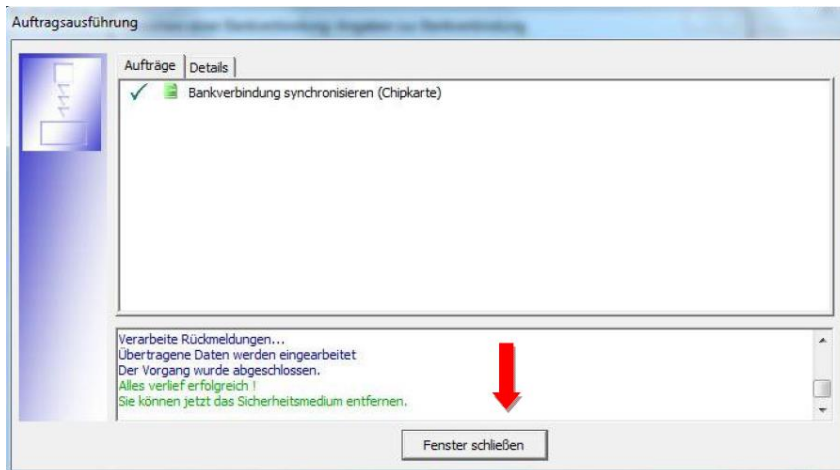 Auftragsausführung
Aufträge
Details
Bankverbindung synchronisieren (Chipkarte)
Verarbeite Rückmeldungen...
Übertragene Daten werden eingearbeitet
Der Vorgang wurde abgeschlossen.
Alles verlief erfolgreich !
Sie können jetzt das Sicherheitsmedium entfernen.
Fenster schließen